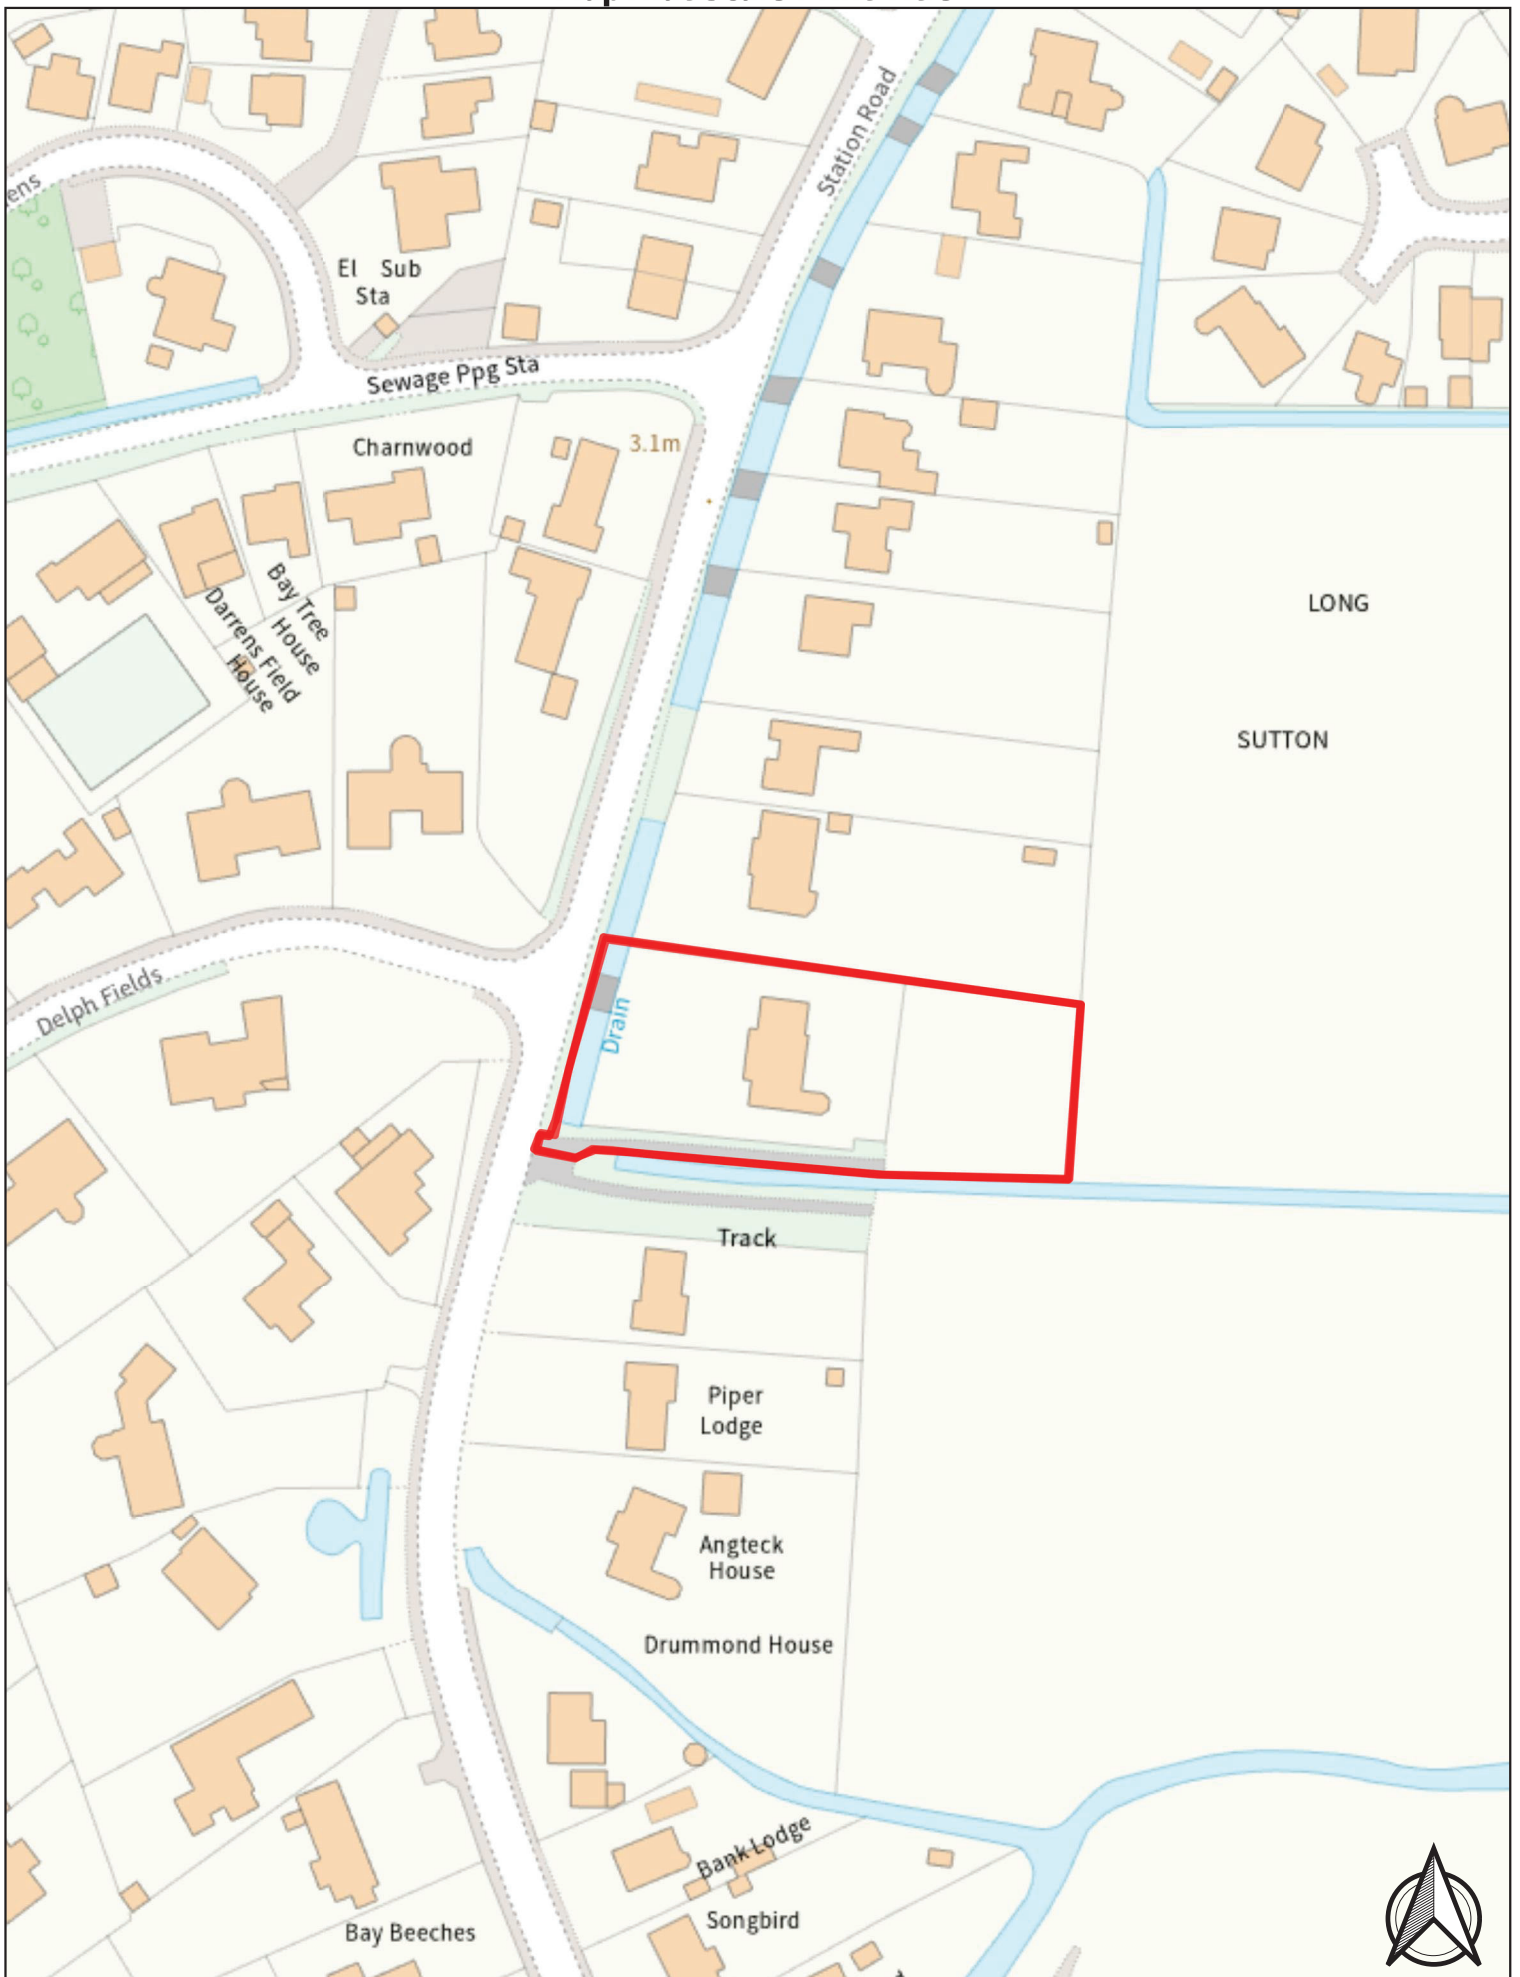 Station Road
ens
El Sub
Sta
Sewage Ppg Sta
Charnwood
3.1m
Bay Tree
House
Darrens Field
House
LONG
SUTTON
Delph Fields
Drain
Track
Piper
Lodge
Angteck
House
Drummond House
Bank Lodge
Songbird
Bay Beeches